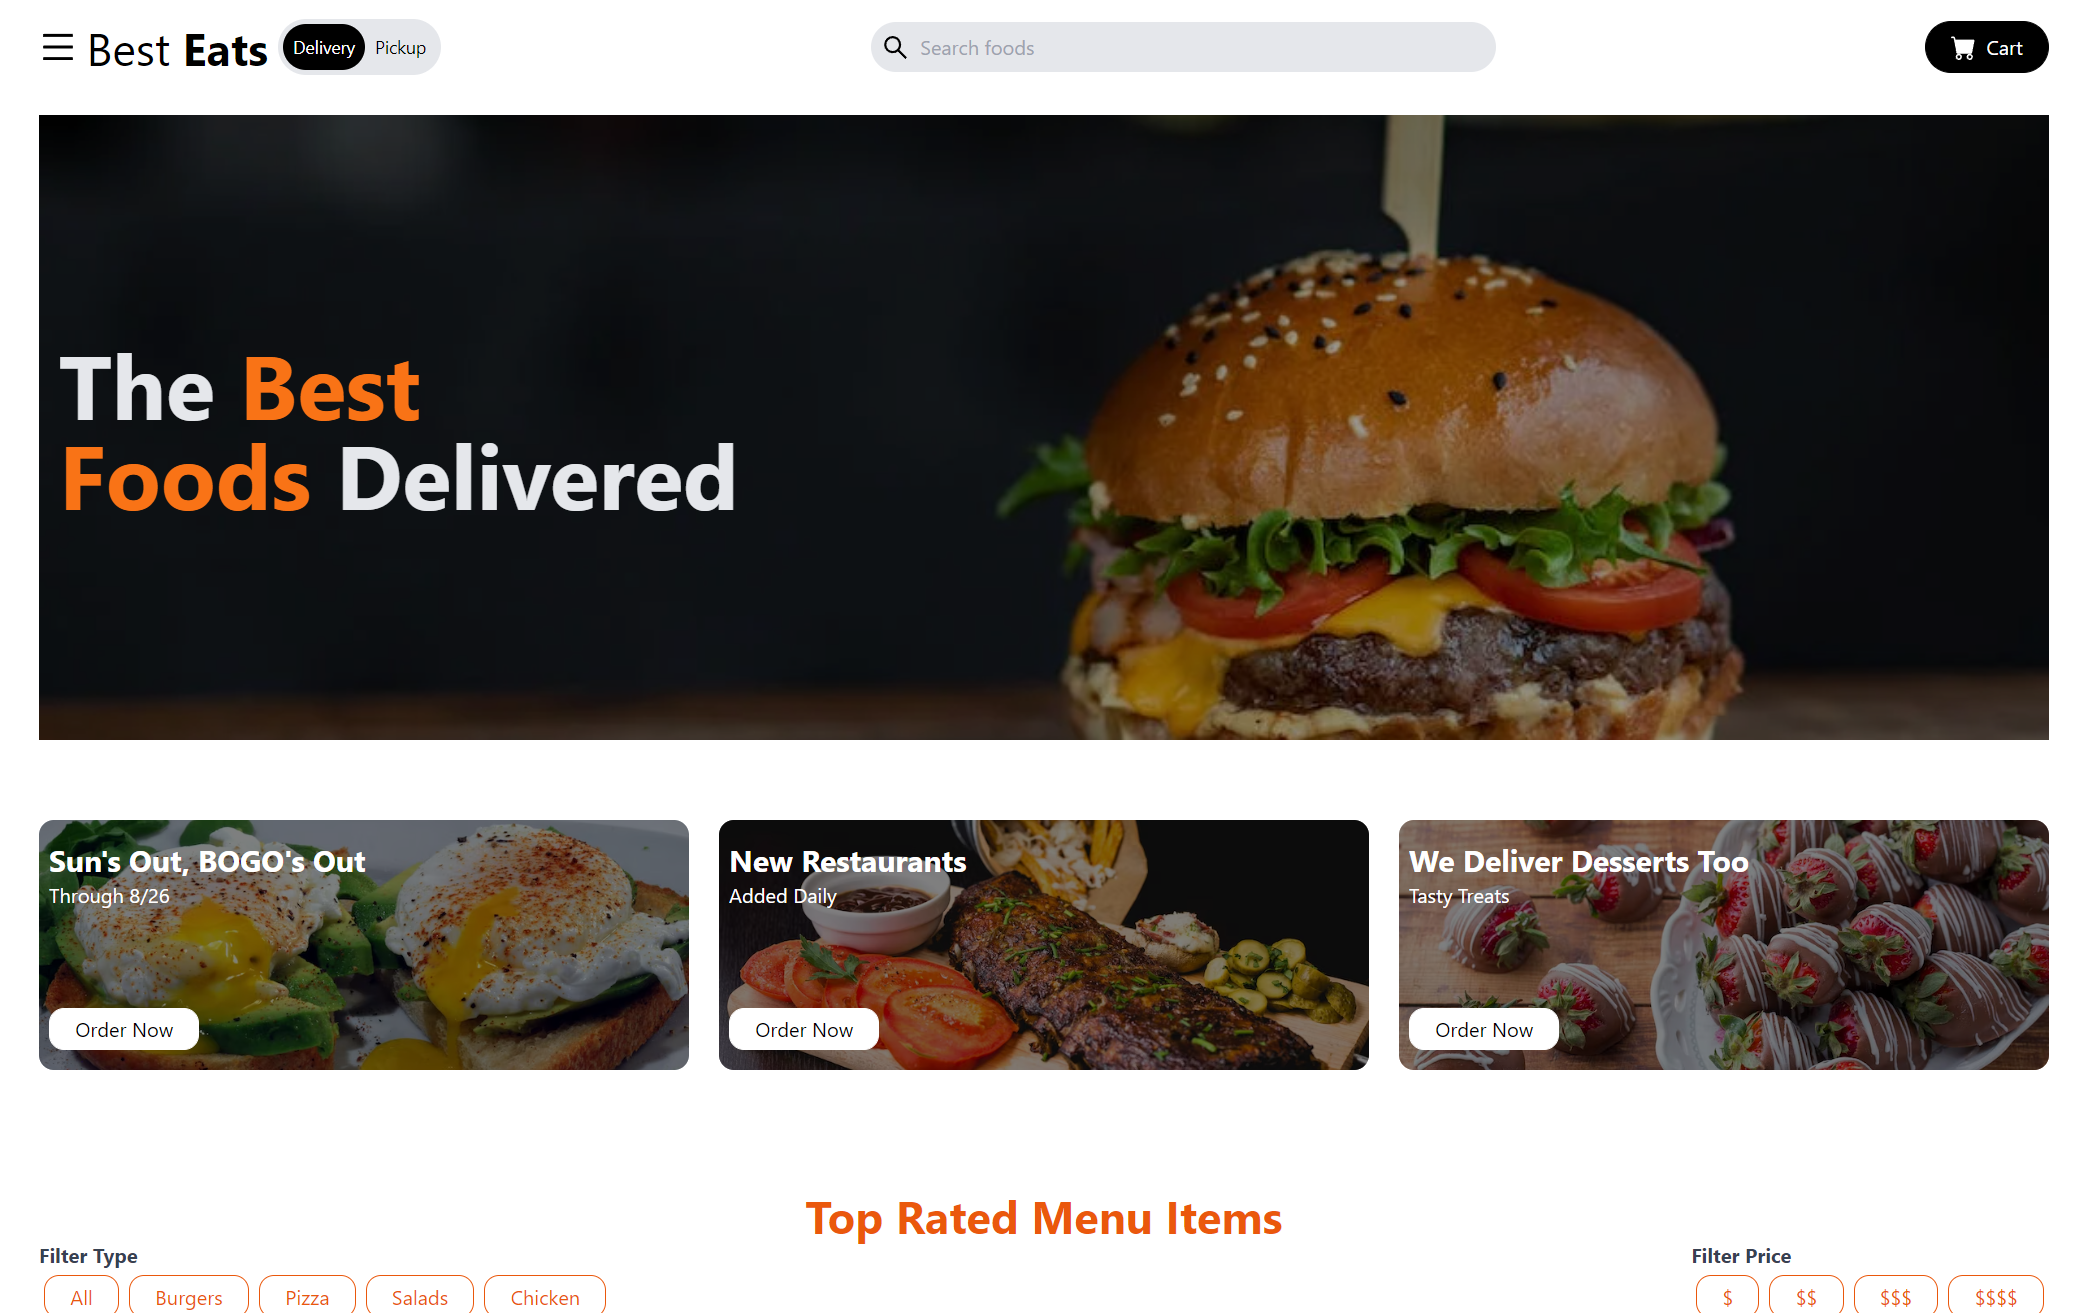 Best Eats Delivery Pickup Search foods Cart
The Best
Foods Delivered
Sun's Out, BOGO's Out
Through 8/26
Order Now
New Restaurants
Added Daily
Order Now
We Deliver Desserts Too
Tasty Treats
Order Now
Top Rated Menu Items
Filter Type
All Burgers Pizza Salads Chicken
Filter Price
$ $$ $$$ $$$$